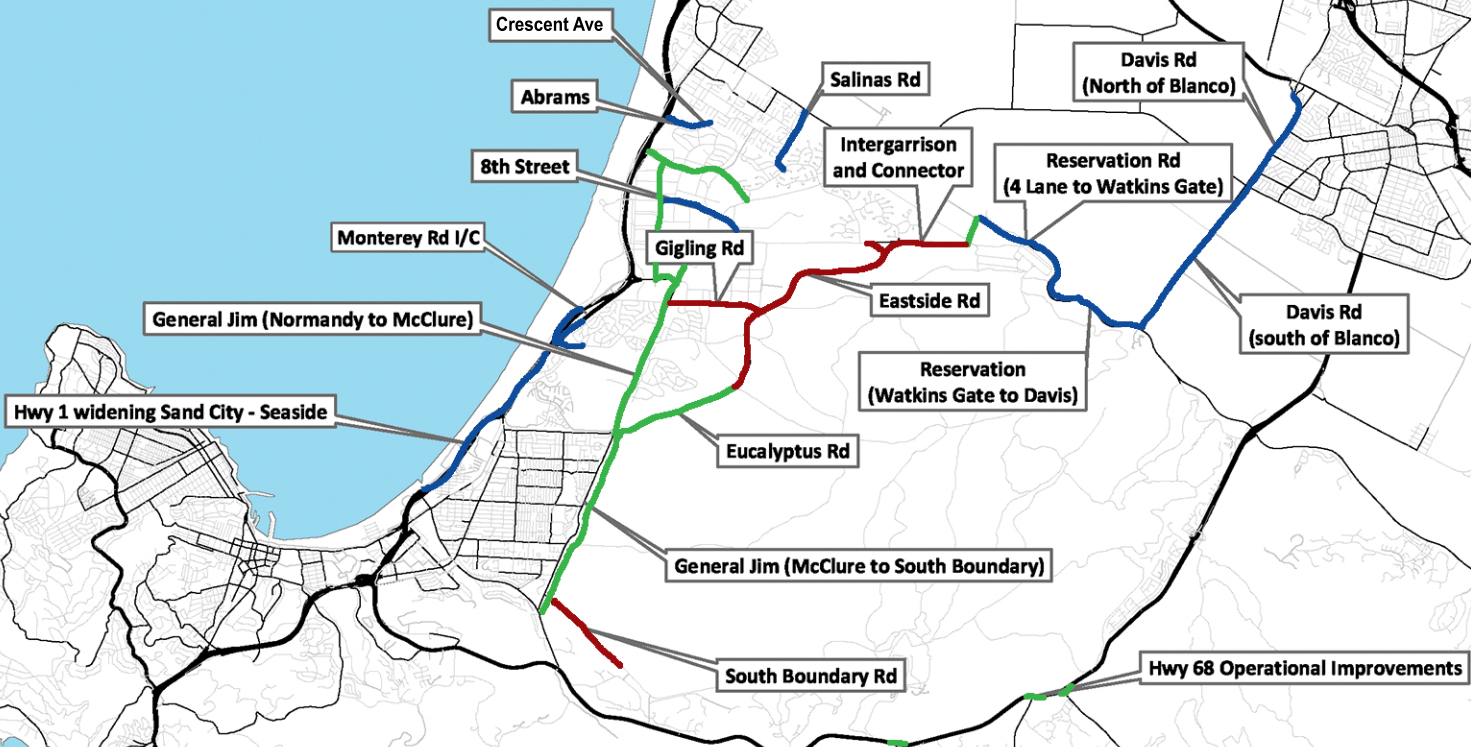 Crescent Ave
Abrams
Salinas Rd
Davis Rd
(North of Blanco)
8th Street
Intergarrison
and Connector
Reservation Rd
(4 Lane to Watkins Gate)
Monterey Rd I/C
Gigling Rd
General Jim (Normandy to McClure)
Eastside Rd
Davis Rd
(south of Blanco)
Reservation
(Watkins Gate to Davis)
Hwy 1 widening Sand City - Seaside
Eucalyptus Rd
General Jim (McClure to South Boundary)
South Boundary Rd
Hwy 68 Operational Improvements